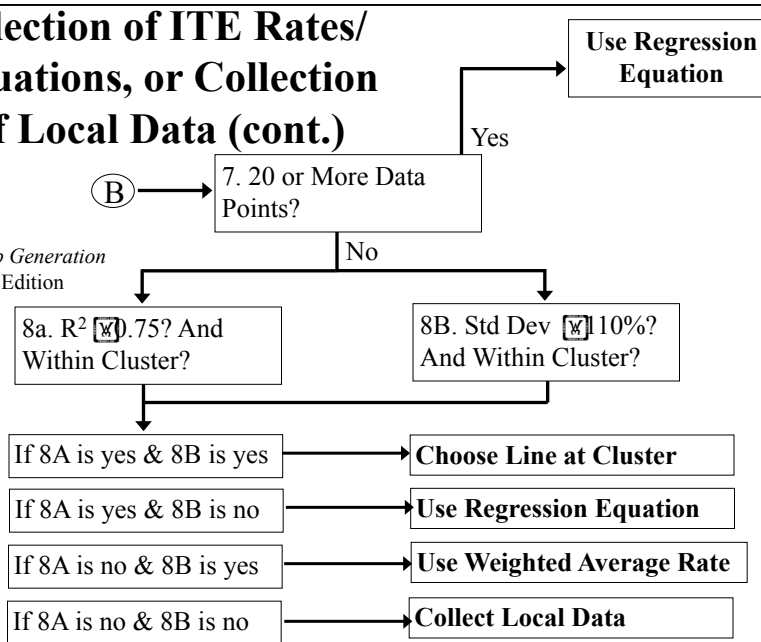 lection of ITE Rates/
uations, or Collection
f Local Data (cont.)
Use Regression
Equation
Yes
B
7. 20 or More Data
Points?
No
Generation
Edition
8a. R² 0.75? And
Within Cluster?
8B. Std Dev 110%?
And Within Cluster?
If 8A is yes & 8B is yes
Choose Line at Cluster
If 8A is yes & 8B is no
Use Regression Equation
If 8A is no & 8B is yes
Use Weighted Average Rate
If 8A is no & 8B is no
Collect Local Data